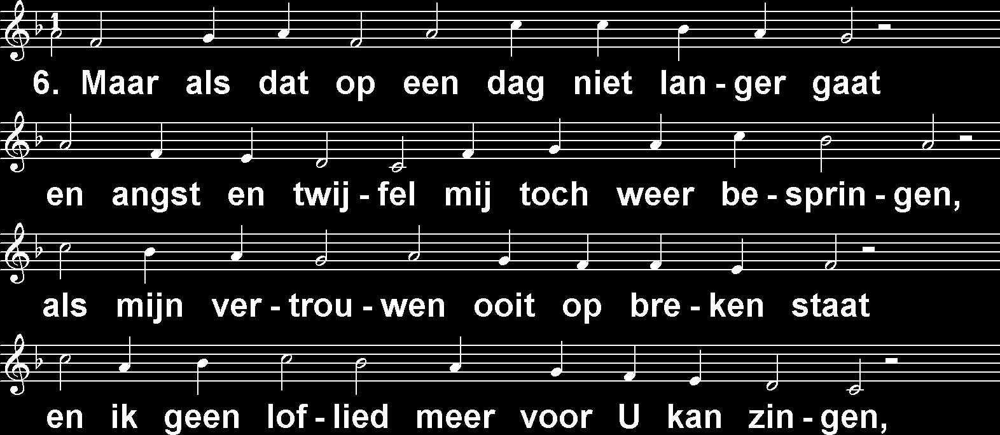 1
6. Maar als dat op een dag niet lan - ger gaat
en angst en twij - fel mij toch weer be - sprin - gen,
als mijn ver - trou - wen ooit op bre - ken staat
en ik geen lof - lied meer voor U kan zin - gen,